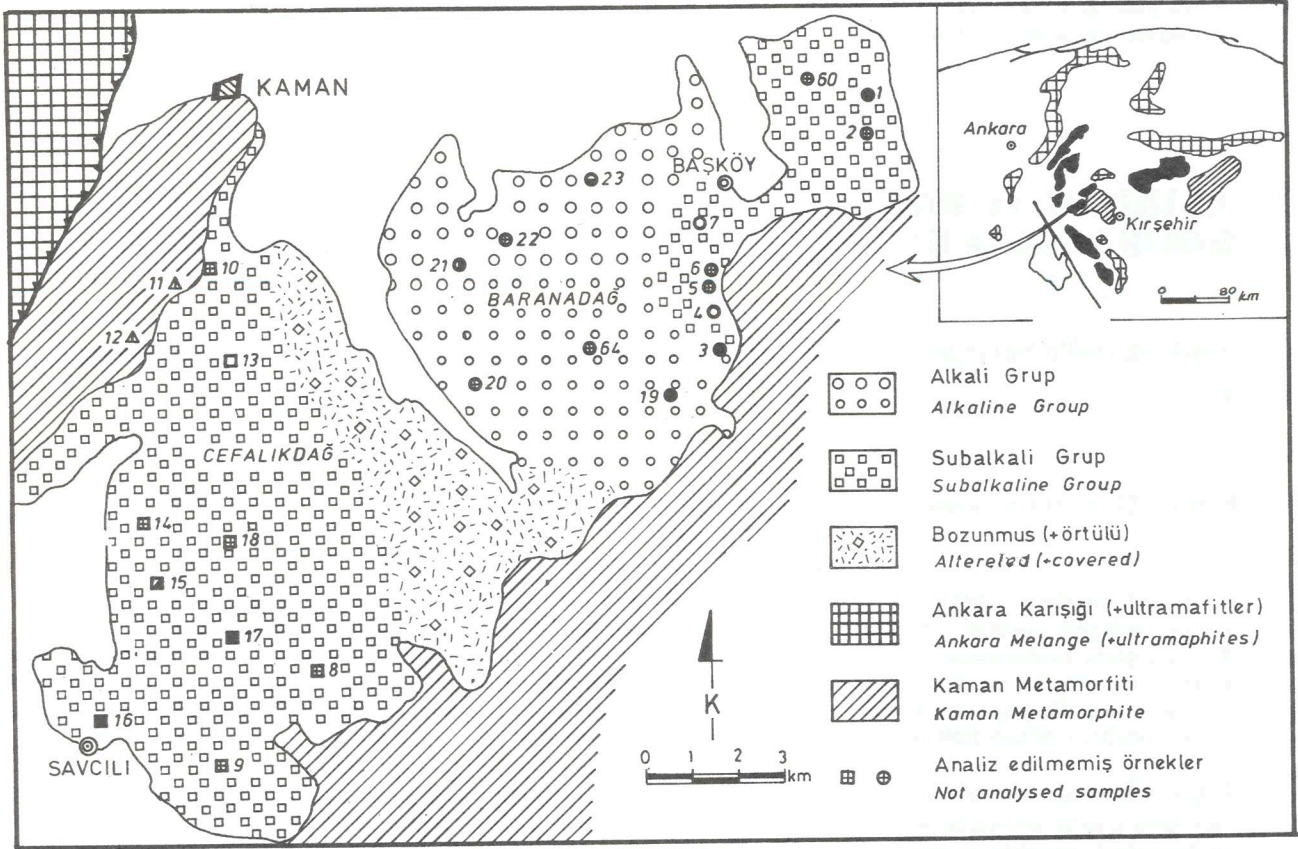 KAMAN
60
1
2
BAŞKÖY
23
7
22
21
6
5
4
BARANADAĞ
3
64
20
19
10
11
12
13
CEFALIKDAĞ
14
18
15
17
8
16
SAVCILI
9
K
0 1 2 3
km
Ankara
Kırşehir
0 80 km
Alkali Grup
Alkaline Group
Subalkali Grup
Subalkaline Group
Bozunmus (+örtülü)
Altereled (+covered)
Ankara Karışığı (+ultramafitler)
Ankara Melange (+ultramaphites)
Kaman Metamorfiti
Kaman Metamorphite
Analiz edilmemiş örnekler
Not analysed samples